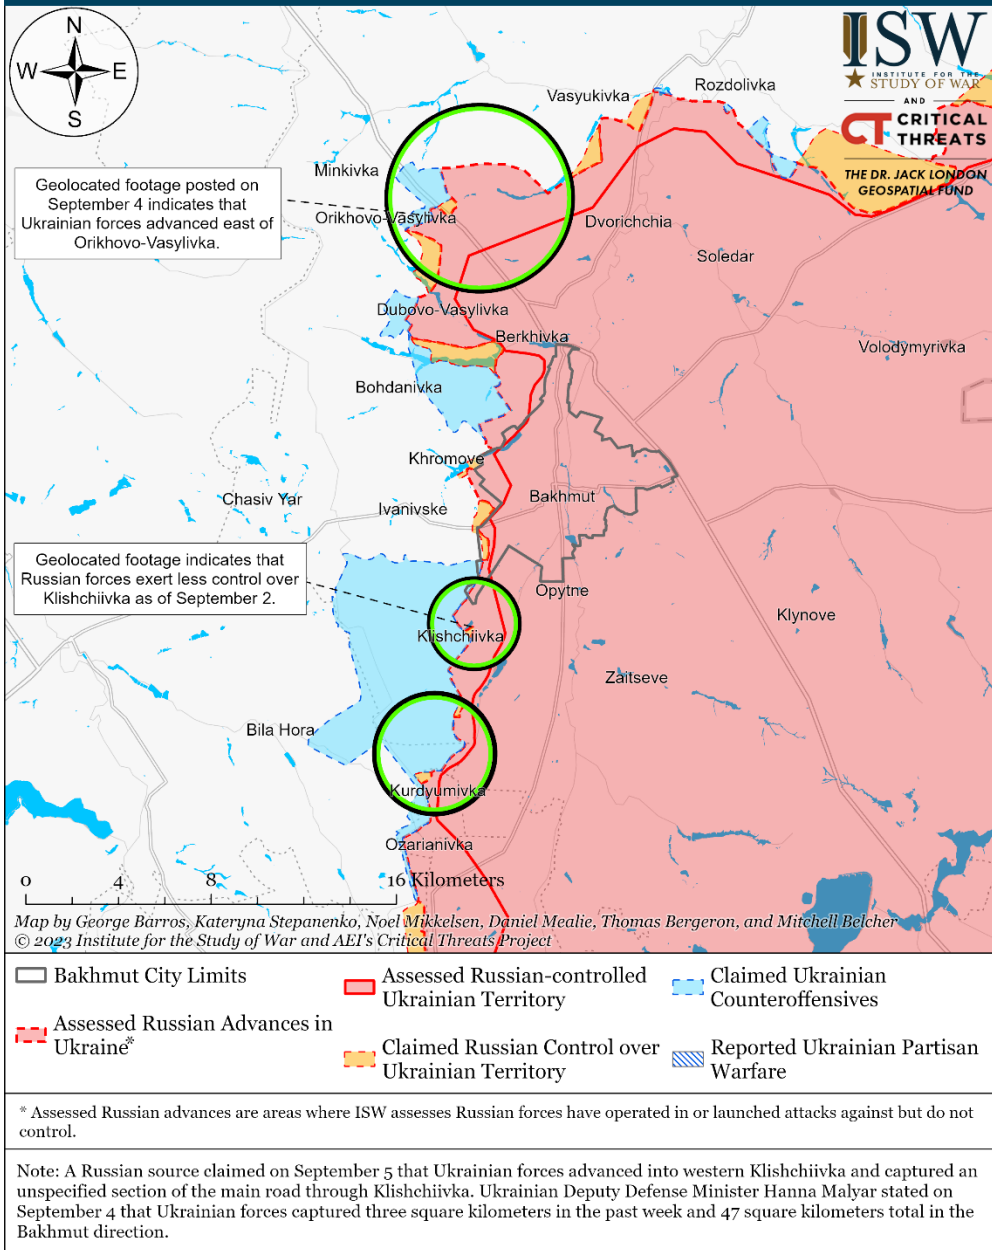 N
W
E
S
ISW
INSTITUTE FOR THE
STUDY OF WAR
AND
CT CRITICAL
THREATS
THE DR. JACK LONDON
GEOSPATIAL FUND
Rozdolivka
Vasyukivka
Minkivka
Geolocated footage posted on
September 4 indicates that
Ukrainian forces advanced east of
Orikhovo-Vasylivka.
Orikhovo-Vasylivka
Dvorichchia
Soledar
Dubovo-Vasylivka
Berkhivka
Volodymyrivka
Bohdanivka
Khromove
Chasiv Yar
Bakhmut
Ivanivske
Geolocated footage indicates that
Russian forces exert less control over
Klishchiivka as of September 2.
Opytne
Klynove
Klishchiivka
Zaitseve
Bila Hora
Kurdyumivka
Ozarianivka
0 4 8 16 Kilometers
Map by George Barros, Kateryna Stepanenko, Noel Mikkelsen, Daniel Mealie, Thomas Bergeron, and Mitchell Belcher
© 2023 Institute for the Study of War and AEI's Critical Threats Project
Bakhmut City Limits
Assessed Russian Advances in
Ukraine*
Assessed Russian-controlled
Ukrainian Territory
Claimed Russian Control over
Ukrainian Territory
Claimed Ukrainian
Counteroffensives
Reported Ukrainian Partisan
Warfare
* Assessed Russian advances are areas where ISW assesses Russian forces have operated in or launched attacks against but do not
control.
Note: A Russian source claimed on September 5 that Ukrainian forces advanced into western Klishchiivka and captured an
unspecified section of the main road through Klishchiivka. Ukrainian Deputy Defense Minister Hanna Malyar stated on
September 4 that Ukrainian forces captured three square kilometers in the past week and 47 square kilometers total in the
Bakhmut direction.